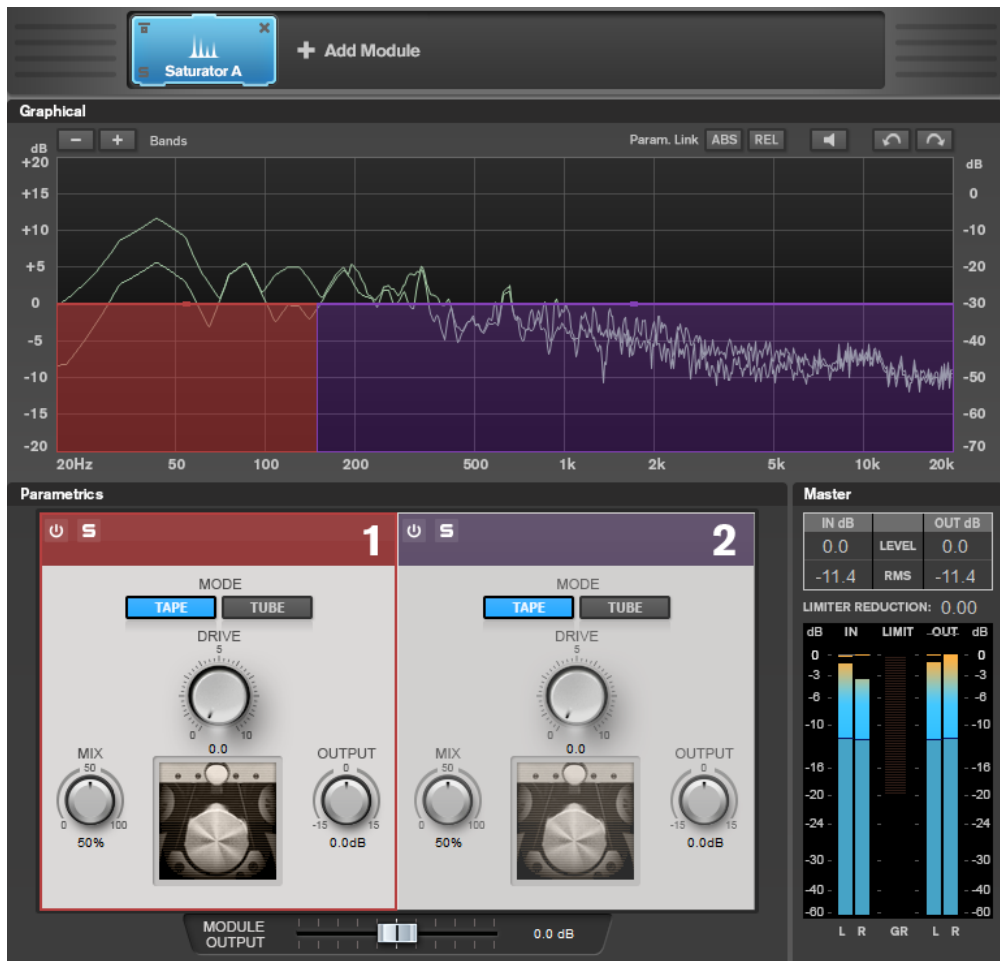 S
Saturator A
+ Add Module
Graphical
- + Bands
Param. Link ABS REL
dB
+20
+15
+10
+5
0
-5
-10
-15
-20
dB
0
-10
-20
-30
-40
-50
-60
-70
20Hz 50 100 200 500 1k 2k 5k 10k 20k
Parametrics
S 1
MODE
TAPE TUBE
DRIVE
5
0 10
0.0
MIX
50
0 100
50%
OUTPUT
0
-15 15
0.0dB
S 2
MODE
TAPE TUBE
DRIVE
5
0 10
0.0
MIX
50
0 100
50%
OUTPUT
0
-15 15
0.0dB
MODULE
OUTPUT
0.0 dB
Master
IN dB OUT dB
0.0 LEVEL 0.0
-11.4 RMS -11.4
LIMITER REDUCTION: 0.00
dB IN LIMIT OUT dB
0 0
-3 -3
-6 -6
-10 -10
-16 -16
-20 -20
-24 -24
-30 -30
-40 -40
-60 -60
L R GR L R